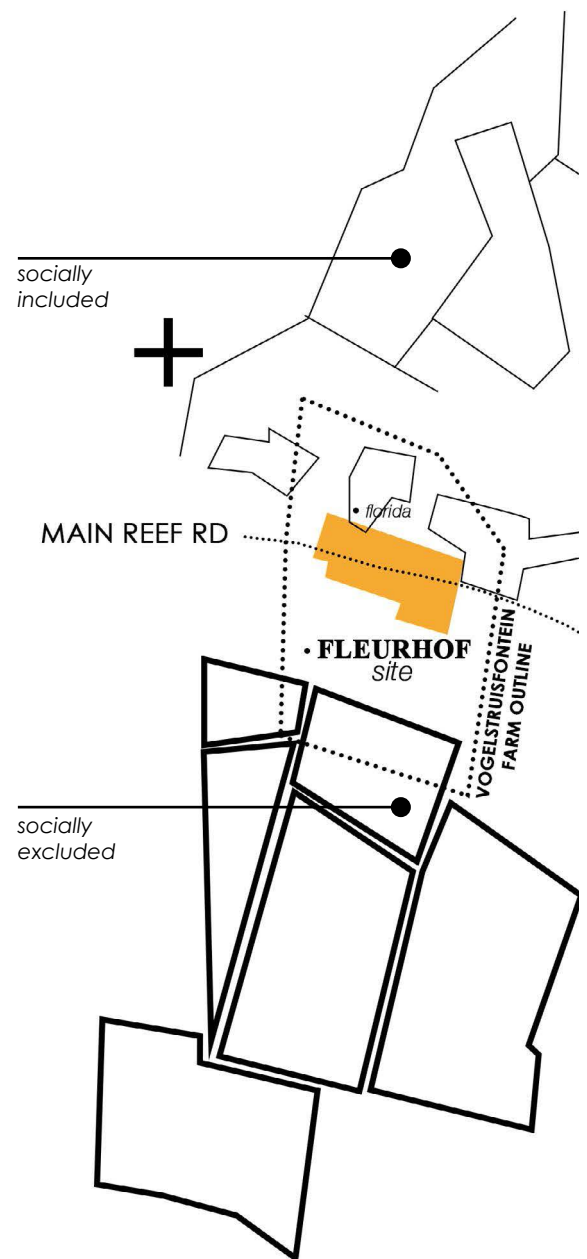 socially
included
florida
MAIN REEF RD
FLEURHOF
site
VOGELSTRUISFONTEIN
FARM OUTLINE
socially
excluded